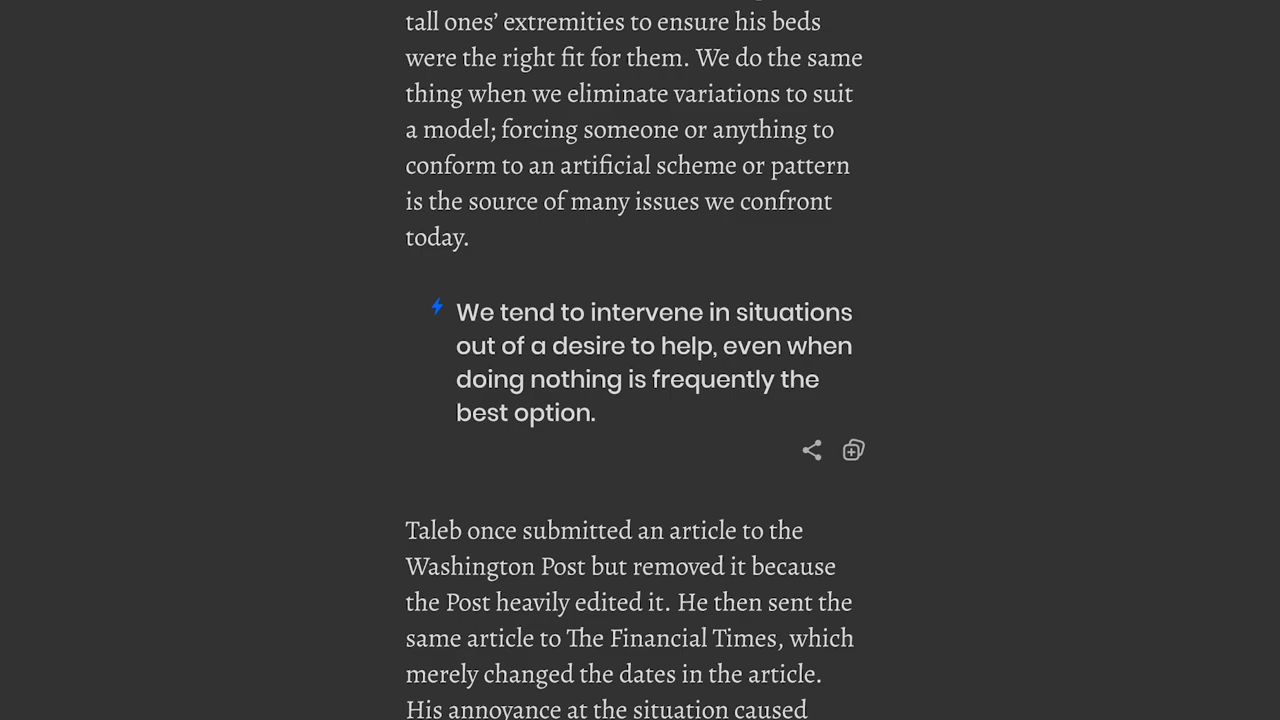 tall ones’ extremities to ensure his beds
were the right fit for them. We do the same
thing when we eliminate variations to suit
a model; forcing someone or anything to
conform to an artificial scheme or pattern
is the source of many issues we confront
today.
We tend to intervene in situations
out of a desire to help, even when
doing nothing is frequently the
best option.
Taleb once submitted an article to the
Washington Post but removed it because
the Post heavily edited it. He then sent the
same article to The Financial Times, which
merely changed the dates in the article.
His annoyance at the situation caused